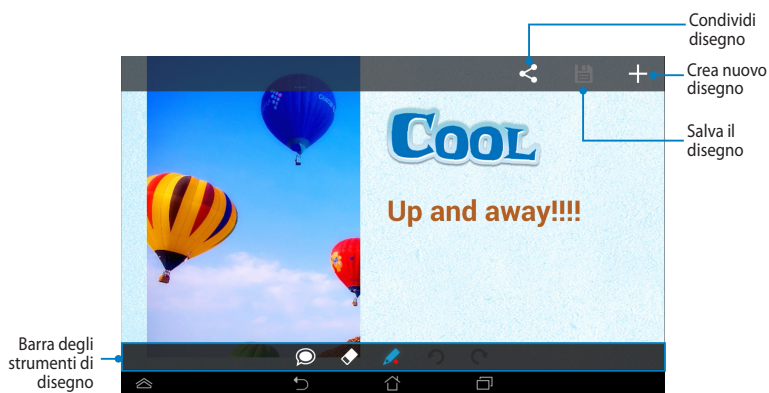 Condividi
disegno
Crea nuovo
disegno
Salva il
disegno
COOL
Up and away!!!!
Barra degli
strumenti di
disegno